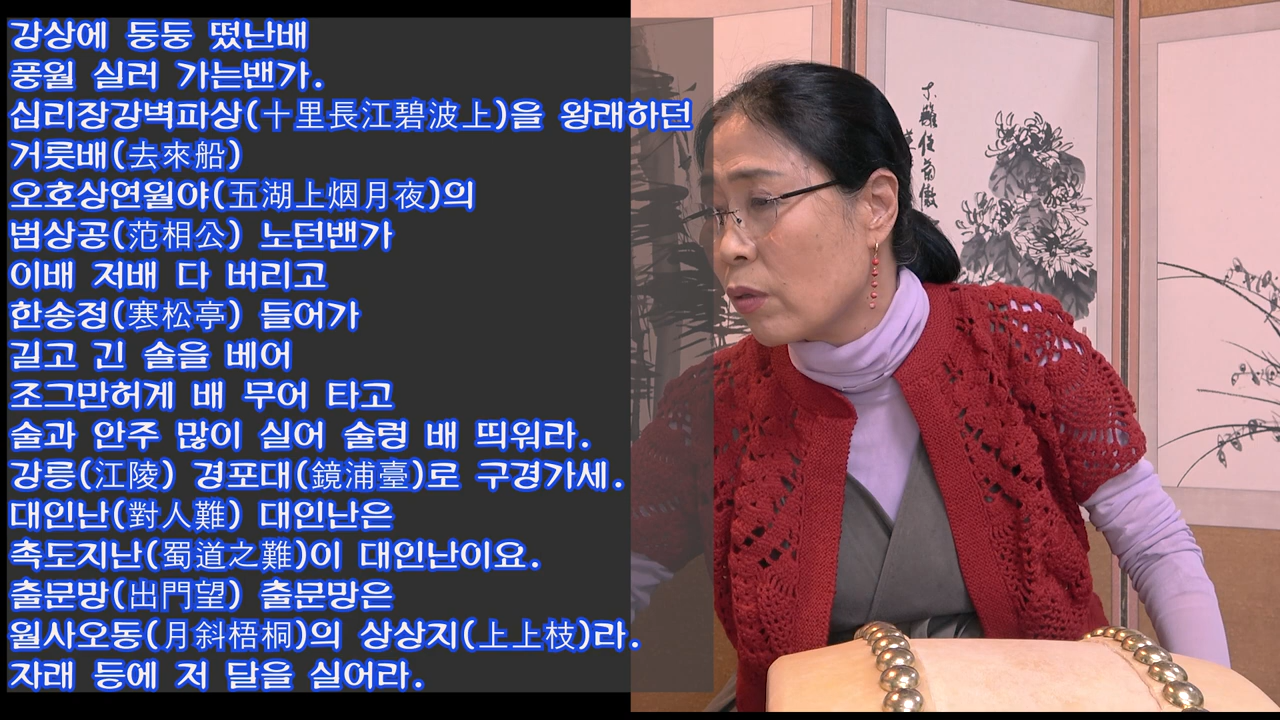 강상에 둥둥 떴난배
풍월 실러 가는밴가.
십리장강벽파상(十里長江碧波上)을 왕래하던
거룻배(去來船)
오호상연월야(五湖上烟月夜)의
범상공(范相公) 노던밴가
이배 저배 다 버리고
한송정(寒松亭) 들어가
길고 긴 솔을 베어
조그만허게 배 무어 타고
술과 안주 많이 실어 술렁 배 띄워라.
강릉(江陵) 경포대(鏡浦臺)로 구경가세.
대인난(對人難) 대인난은
촉도지난(蜀道之難)이 대인난이요.
출문망(出門望) 출문망은
월사오동(月斜梧桐)의 상상지(上上枝)라.
자래 등에 저 달을 실어라.